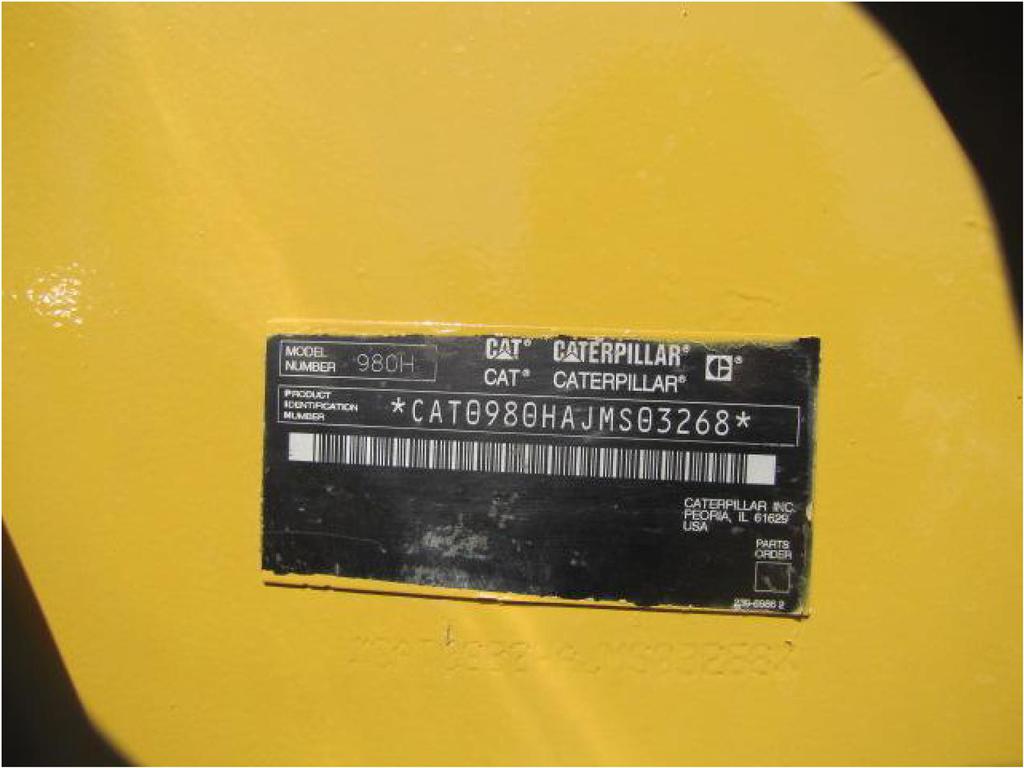 MODEL NUMBER 980H
CAT® CATERPILLAR®
CAT® CATERPILLAR®
PRODUCT IDENTIFICATION NUMBER *CAT0980HAJMS03268*
CATERPILLAR INC.
PEORIA, IL 61629
USA
PARTS
ORDER